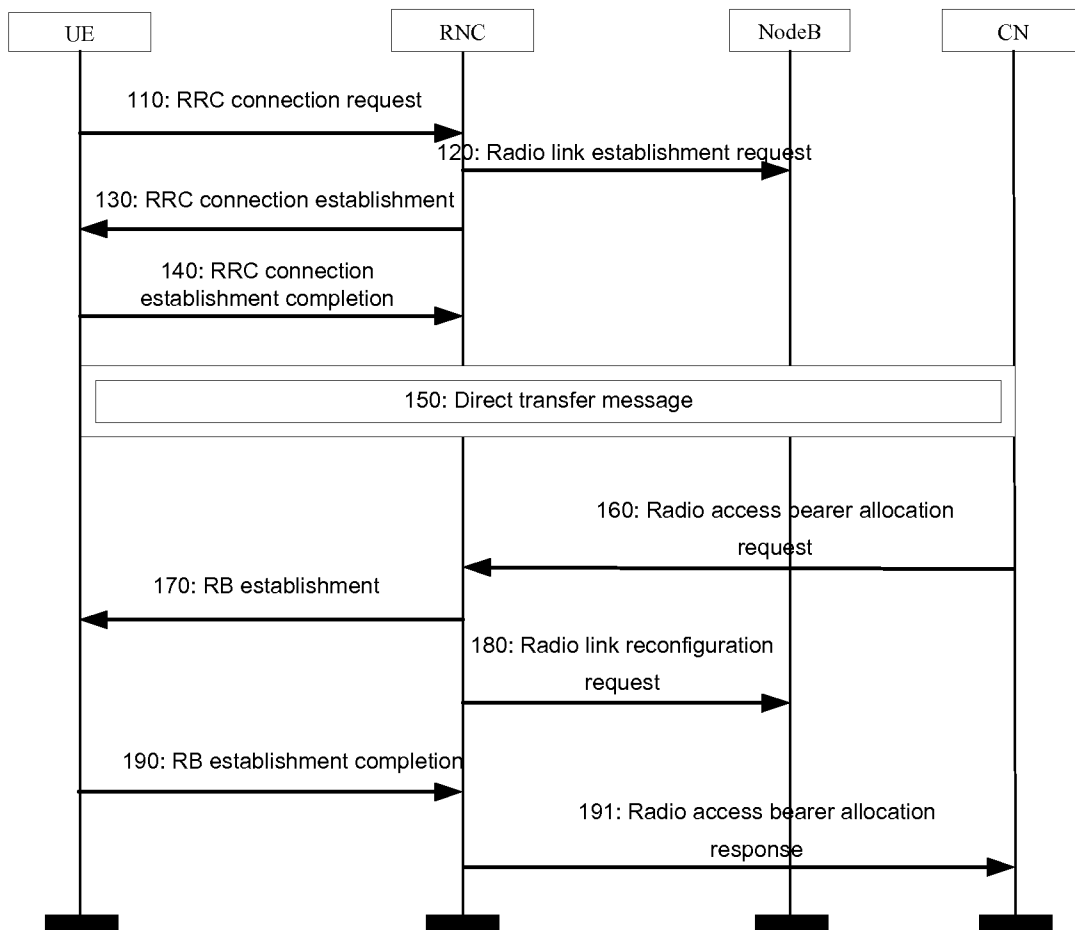 UE
RNC
NodeB
CN
110: RRC connection request
120: Radio link establishment request
130: RRC connection establishment
140: RRC connection
establishment completion
150: Direct transfer message
160: Radio access bearer allocation
request
170: RB establishment
180: Radio link reconfiguration
request
190: RB establishment completion
191: Radio access bearer allocation
response